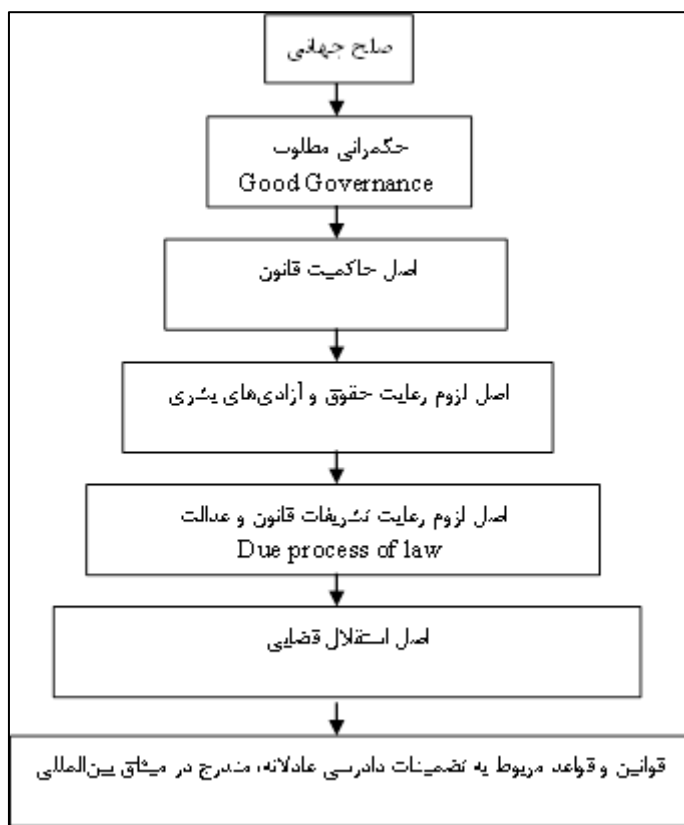 صلح جهانی
حکمرانی مطلوب
Good Governance
اصل حاکمیت قانون
اصل لزوم رعایت حقوق و آزادی‌های بشری
اصل لزوم رعایت تشریفات قانون و عدالت
Due process of law
اصل استقلال قضایی
قوانین و قواعد مربوط به تضمینات دادرسی عادلانه، مندرج در میثاق بین‌المللی